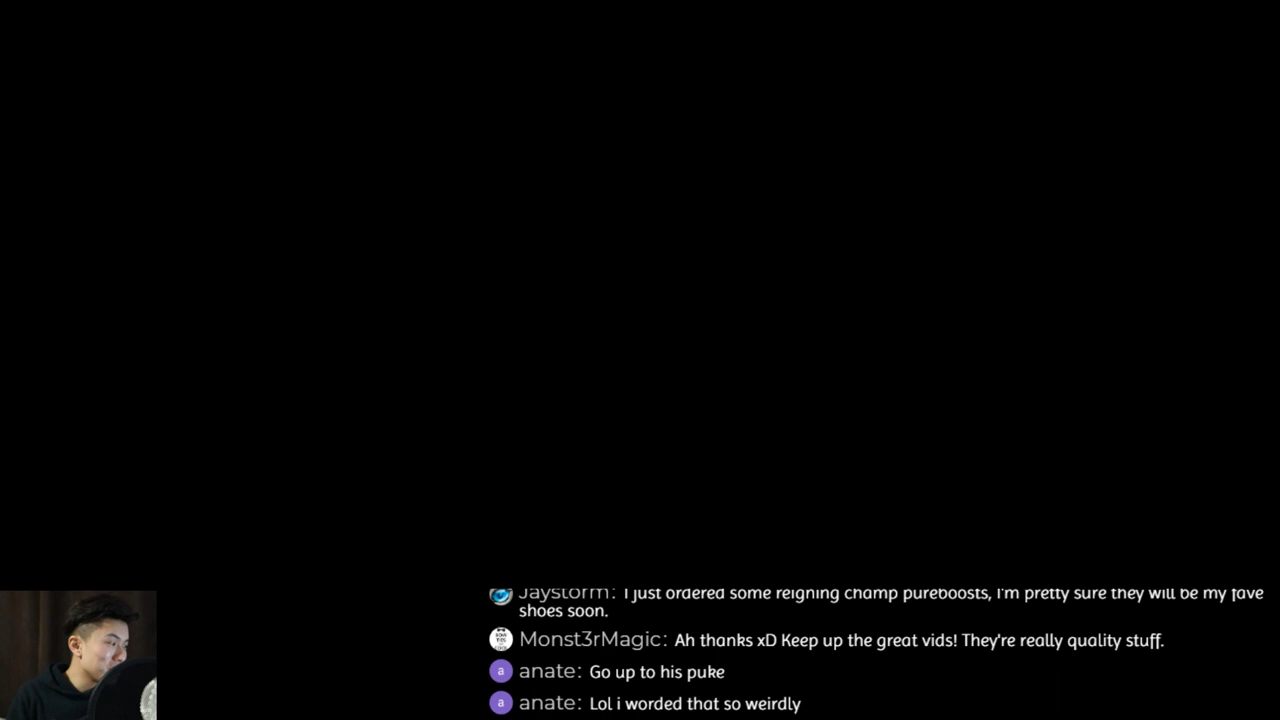 Jaystorm: I just ordered some reigning champ pureboosts, I'm pretty sure they will be my fave
shoes soon.
Monst3rMagic: Ah thanks xD Keep up the great vids! They're really quality stuff.
a anate: Go up to his puke
a anate: Lol i worded that so weirdly